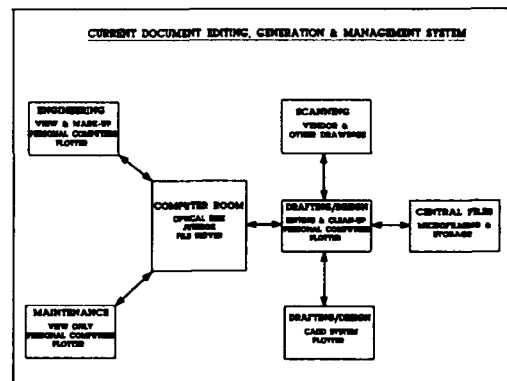 CURRENT DOCUMENT EDITING, GENERATION & MANAGEMENT SYSTEM
ENGINEERING
VIEW & MARK-UP
PERSONAL COMPUTERS
PLOTTER
SCANNING
VENDOR &
OTHER DRAWINGS
COMPUTER ROOM
OPTICAL DISK
STORAGE
FILE SERVER
DRAFTING/DESIGN
EDITING & CLEAN-UP
PERSONAL COMPUTERS
PLOTTER
CENTRAL FILES
MICROFILMING &
STORAGE
MAINTENANCE
VIEW ONLY
PERSONAL COMPUTERS
PLOTTER
DRAFTING/DESIGN
CADD SYSTEM
PLOTTER